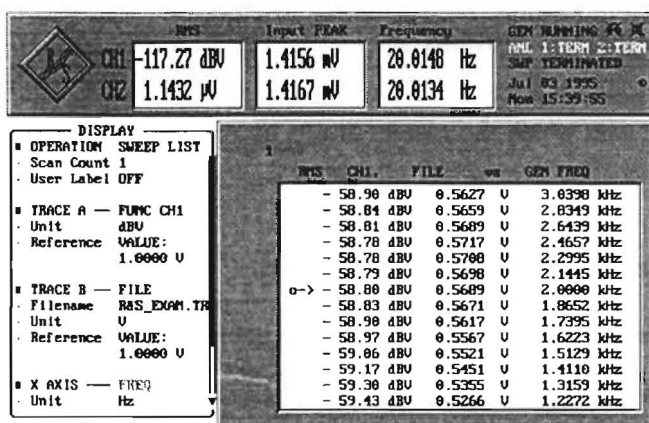 RMS Input PEAK Frequency
CH1 -117.27 dBV 1.4156 mV 20.0148 Hz
CH2 1.1432 µV 1.4167 mV 20.0134 Hz
GEN RUNNING
ANL 1:TERM 2:TERM
SWP TERMINATED
Jul 03 1995
Mon 15:39:55
DISPLAY
OPERATION SWEEP LIST
Scan Count 1
User Label OFF
TRACE A — FUNC CH1
Unit dBV
Reference VALUE:
1.0000 V
TRACE B — FILE
Filename R&S_EXAM.TR
Unit V
Reference VALUE:
1.0000 V
X AXIS — FREQ
Unit Hz
1
RMS CH1. FILE vs GEN FREQ
- 58.90 dBV 0.5627 V 3.0398 kHz
- 58.84 dBV 0.5659 V 2.8349 kHz
- 58.81 dBV 0.5689 V 2.6439 kHz
- 58.78 dBV 0.5717 V 2.4657 kHz
- 58.78 dBV 0.5708 V 2.2995 kHz
- 58.79 dBV 0.5698 V 2.1445 kHz
o-> - 58.80 dBV 0.5689 V 2.0000 kHz
- 58.83 dBV 0.5671 V 1.8652 kHz
- 58.90 dBV 0.5617 V 1.7395 kHz
- 58.97 dBV 0.5567 V 1.6223 kHz
- 59.06 dBV 0.5521 V 1.5129 kHz
- 59.17 dBV 0.5451 V 1.4110 kHz
- 59.30 dBV 0.5355 V 1.3159 kHz
- 59.43 dBV 0.5266 V 1.2272 kHz